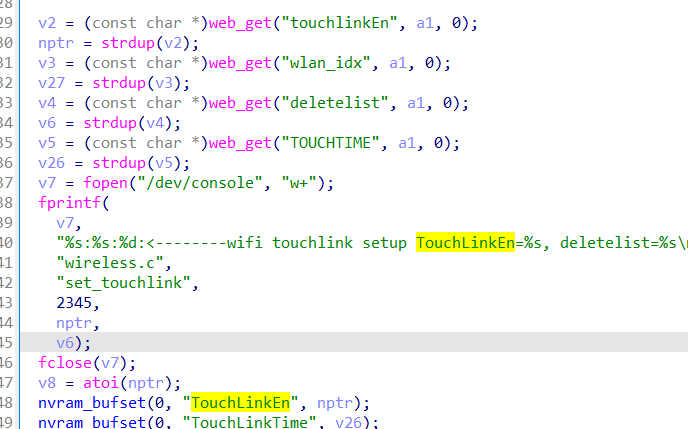 28
29 v2 = (const char *)web_get("touchlinkEn", a1, 0);
30 nptr = strdup(v2);
31 v3 = (const char *)web_get("wlan_idx", a1, 0);
32 v27 = strdup(v3);
33 v4 = (const char *)web_get("deletelist", a1, 0);
34 v6 = strdup(v4);
35 v5 = (const char *)web_get("TOUCHTIME", a1, 0);
36 v26 = strdup(v5);
37 v7 = fopen("/dev/console", "w+");
38 fprintf(
39 v7,
40 "%s:%s:%d:<--------wifi touchlink setup TouchLinkEn=%s, deletelist=%s\
41 "wireless.c",
42 "set_touchlink",
43 2345,
44 nptr,
45 v6);
46 fclose(v7);
47 v8 = atoi(nptr);
48 nvram_bufset(0, "TouchLinkEn", nptr);
49 nvram_bufset(0, "TouchLinkTime", v26);